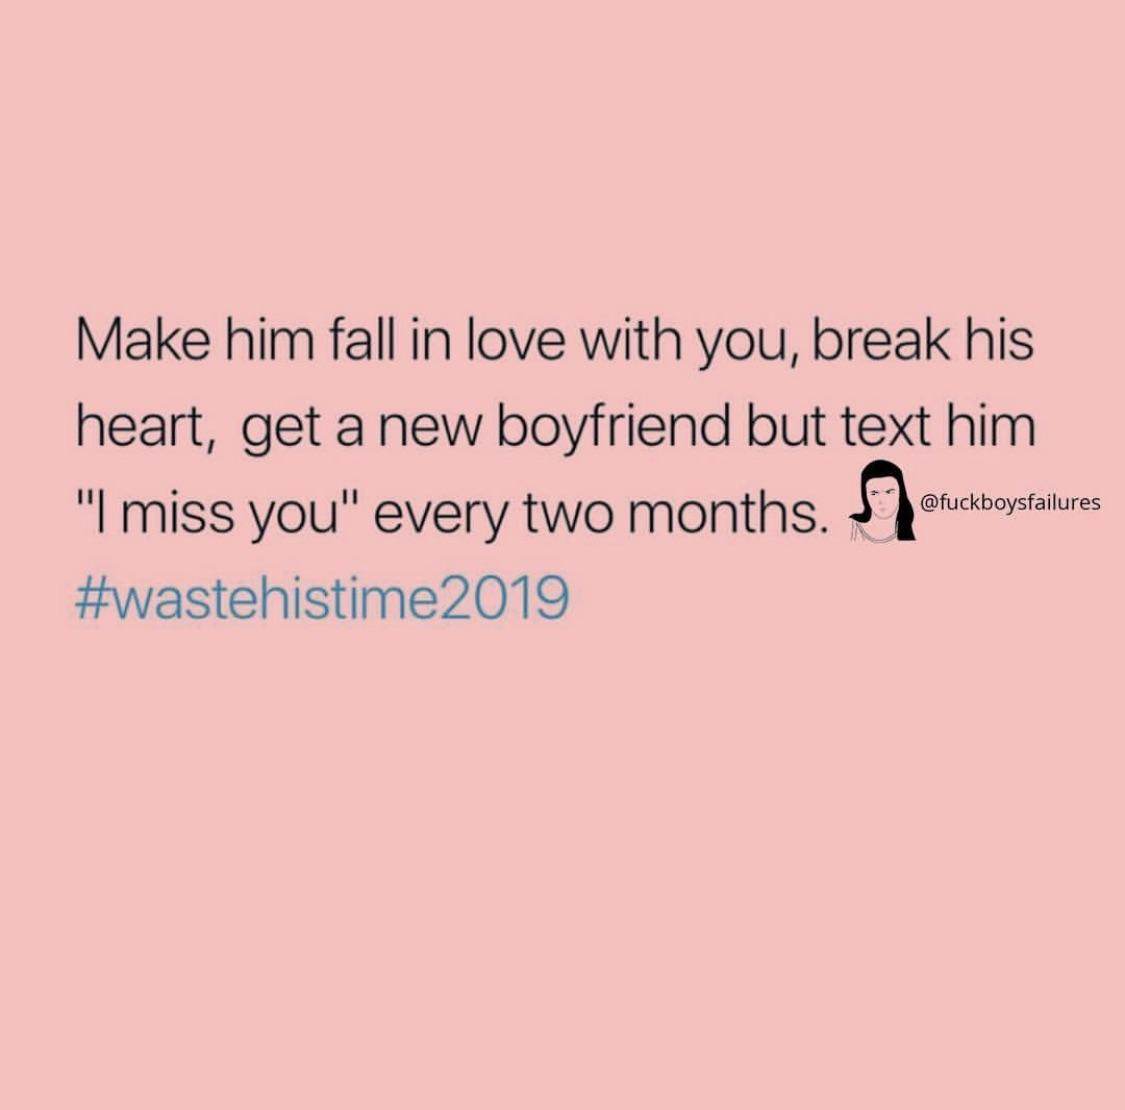 Make him fall in love with you, break his
heart, get a new boyfriend but text him
"I miss you" every two months.
@fuckboysfailures
#wastehistime2019